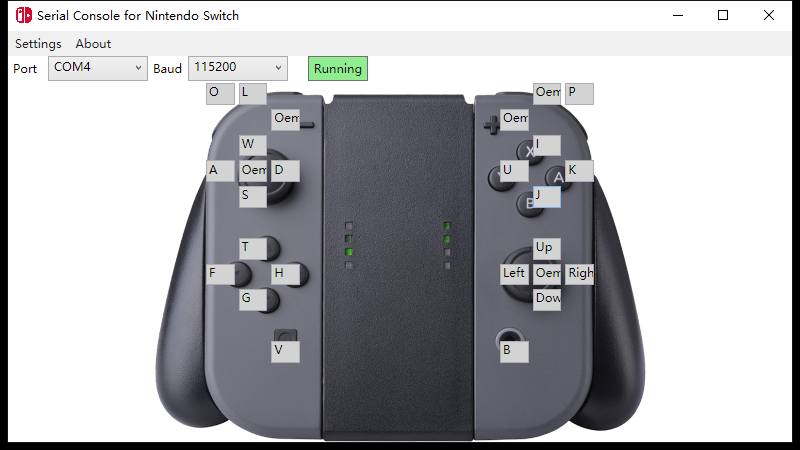 Serial Console for Nintendo Switch
Settings About
Port COM4 Baud 115200 Running
O L Oem P
Oem Oem
W X I
A Oem D U A K
S B J
T Up
F H Left Oem Righ
G Dow
V B